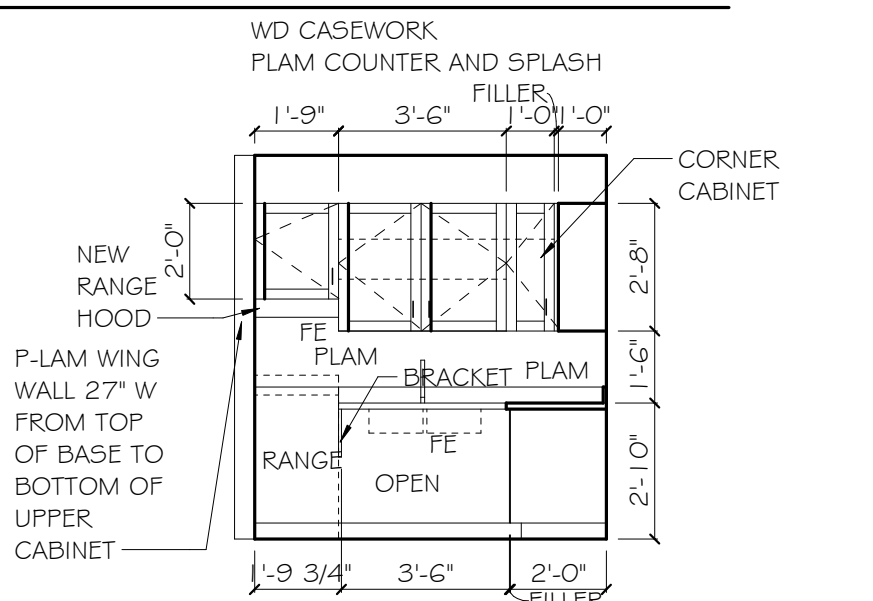 WD CASEWORK
PLAM COUNTER AND SPLASH
FILLER
1'-9"
3'-6"
1'-0"
1'-0"
CORNER
CABINET
2'-0"
2'-8"
NEW
RANGE
HOOD
FE
PLAM
BRACKET
PLAM
1'-6"
P-LAM WING
WALL 27" W
FROM TOP
OF BASE TO
BOTTOM OF
UPPER
CABINET
RANGE
FE
OPEN
2'-10"
1'-9 3/4"
3'-6"
2'-0"
FILLER